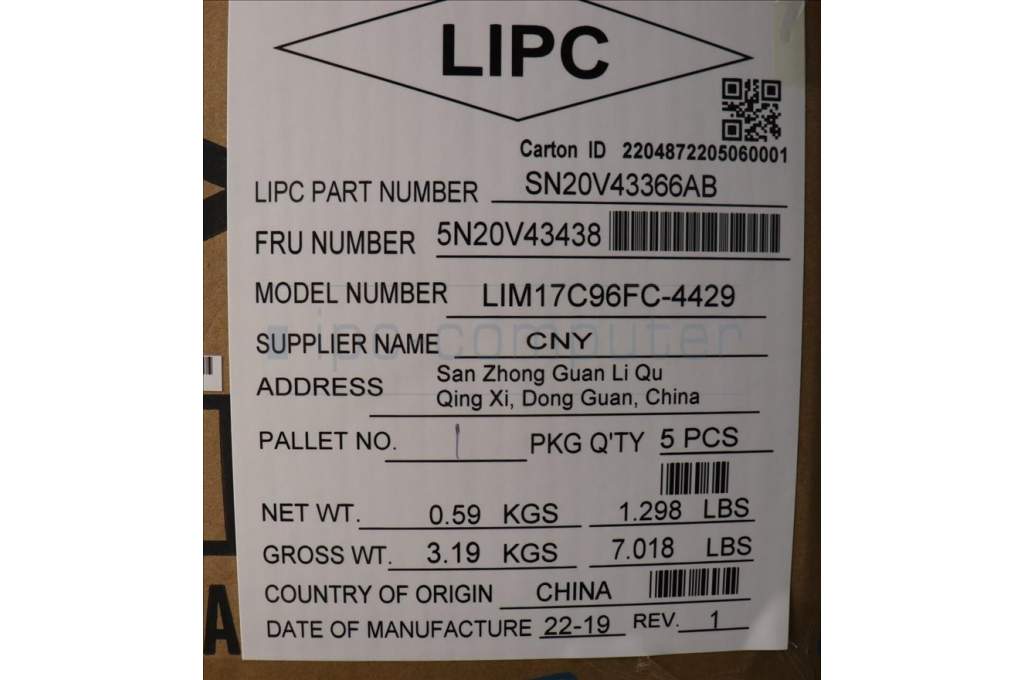 LIPC
Carton ID 2204872205060001
LIPC PART NUMBER SN20V43366AB
FRU NUMBER 5N20V43438
MODEL NUMBER LIM17C96FC-4429
ipc computer
SUPPLIER NAME CNY
ADDRESS San Zhong Guan Li Qu
Qing Xi, Dong Guan, China
PALLET NO. 1 PKG Q'TY 5 PCS
NET WT. 0.59 KGS 1.298 LBS
GROSS WT. 3.19 KGS 7.018 LBS
COUNTRY OF ORIGIN CHINA
DATE OF MANUFACTURE 22-19 REV. 1
A